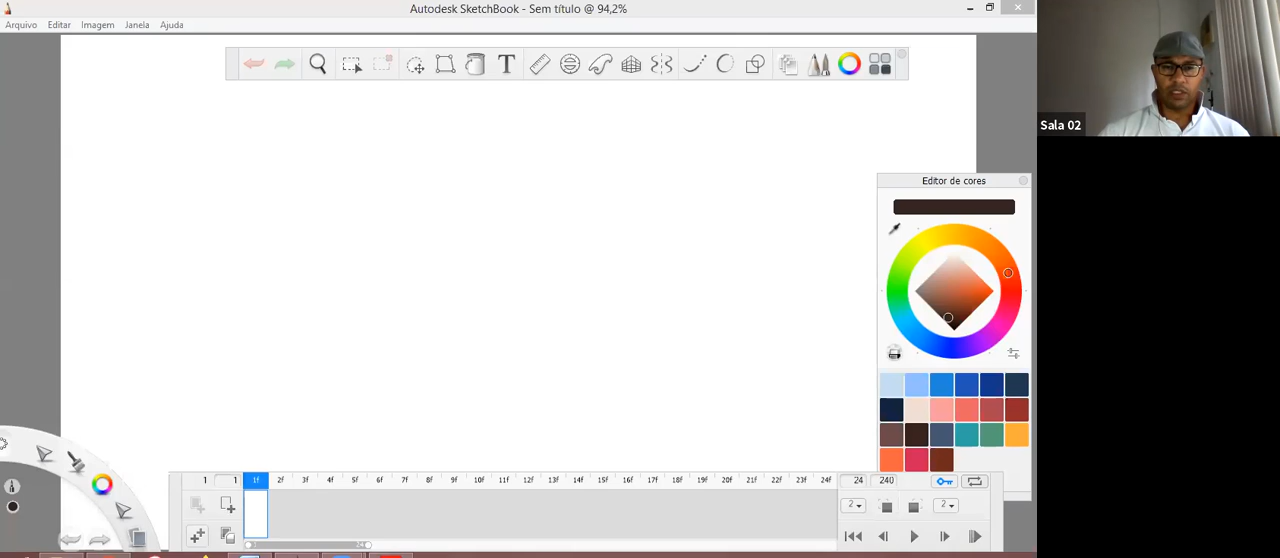 Autodesk SketchBook - Sem título @ 94,2%
Arquivo Editar Imagem Janela Ajuda
T
Sala 02
Editor de cores
1 1 1f 2f 3f 4f 5f 6f 7f 8f 9f 10f 11f 12f 13f 14f 15f 16f 17f 18f 19f 20f 21f 22f 23f 24f 24 240
2 2
1